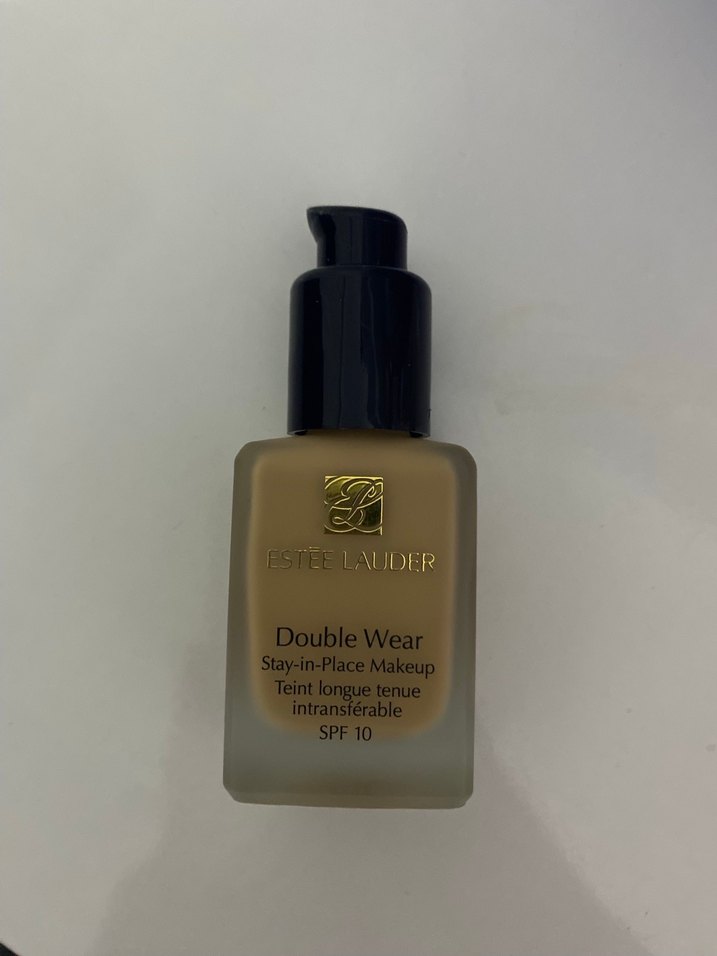 ESTĒE LAUDER
Double Wear
Stay-in-Place Makeup
Teint longue tenue
intransférable
SPF 10